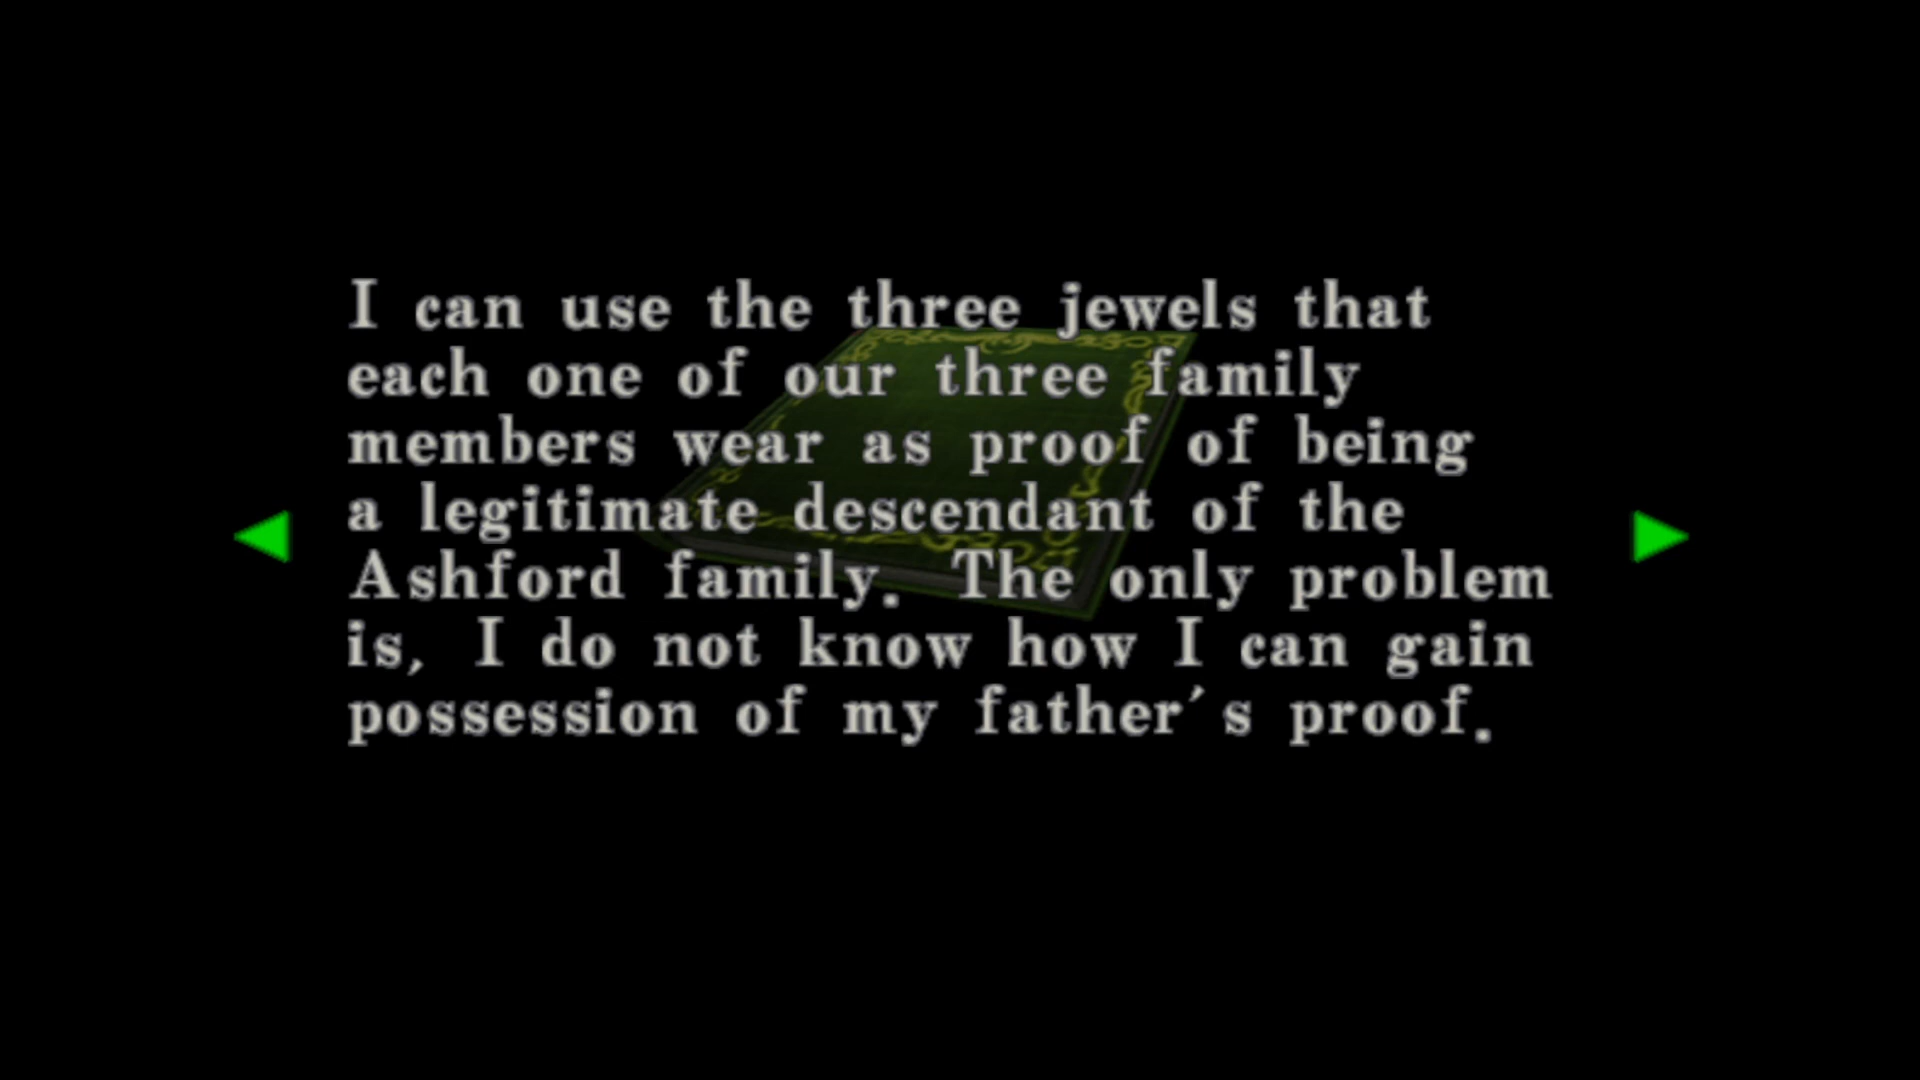 I can use the three jewels that
each one of our three family
members wear as proof of being
a legitimate descendant of the
Ashford family. The only problem
is, I do not know how I can gain
possession of my father's proof.